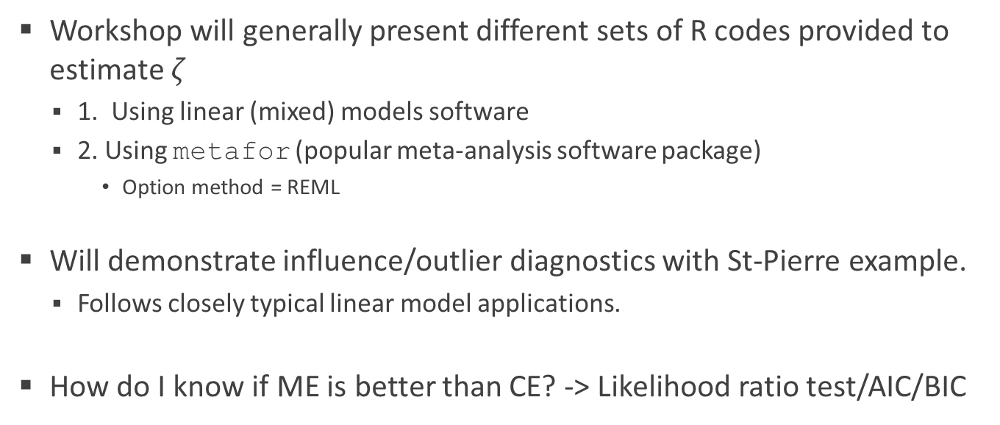 ▪ Workshop will generally present different sets of R codes provided to
estimate ζ
▪ 1. Using linear (mixed) models software
▪ 2. Using metafor (popular meta-analysis software package)
• Option method = REML
▪ Will demonstrate influence/outlier diagnostics with St-Pierre example.
▪ Follows closely typical linear model applications.
▪ How do I know if ME is better than CE? -> Likelihood ratio test/AIC/BIC